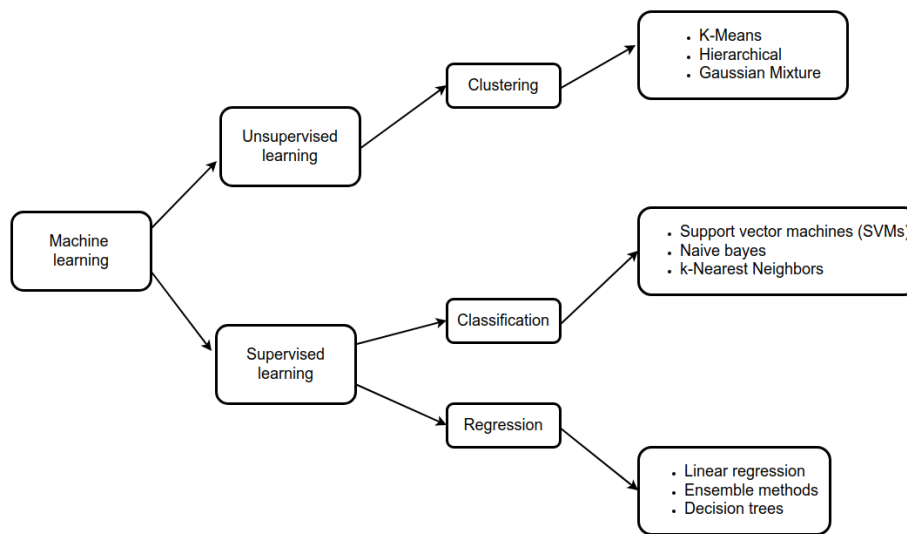 K-Means
Hierarchical
Gaussian Mixture
Clustering
Unsupervised
learning
Machine
learning
Support vector machines (SVMs)
Naive bayes
k-Nearest Neighbors
Classification
Supervised
learning
Regression
Linear regression
Ensemble methods
Decision trees